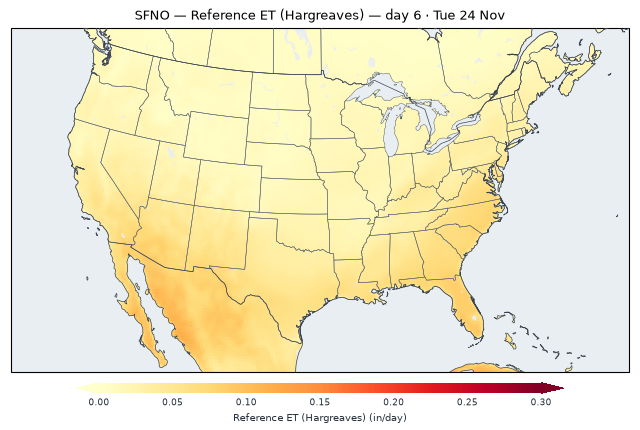 SFNO — Reference ET (Hargreaves) — day 6 · Tue 24 Nov
0.00 0.05 0.10 0.15 0.20 0.25 0.30
Reference ET (Hargreaves) (in/day)